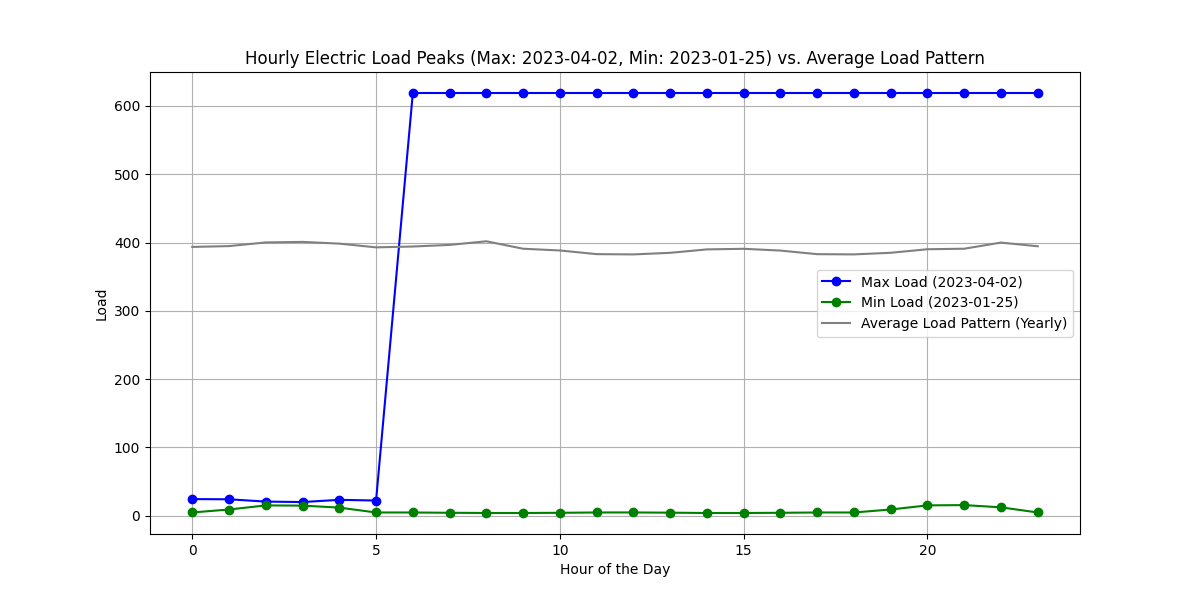 Hourly Electric Load Peaks (Max: 2023-04-02, Min: 2023-01-25) vs. Average Load Pattern
600
500
400
300
200
100
0
Load
Max Load (2023-04-02)
Min Load (2023-01-25)
Average Load Pattern (Yearly)
0 5 10 15 20
Hour of the Day